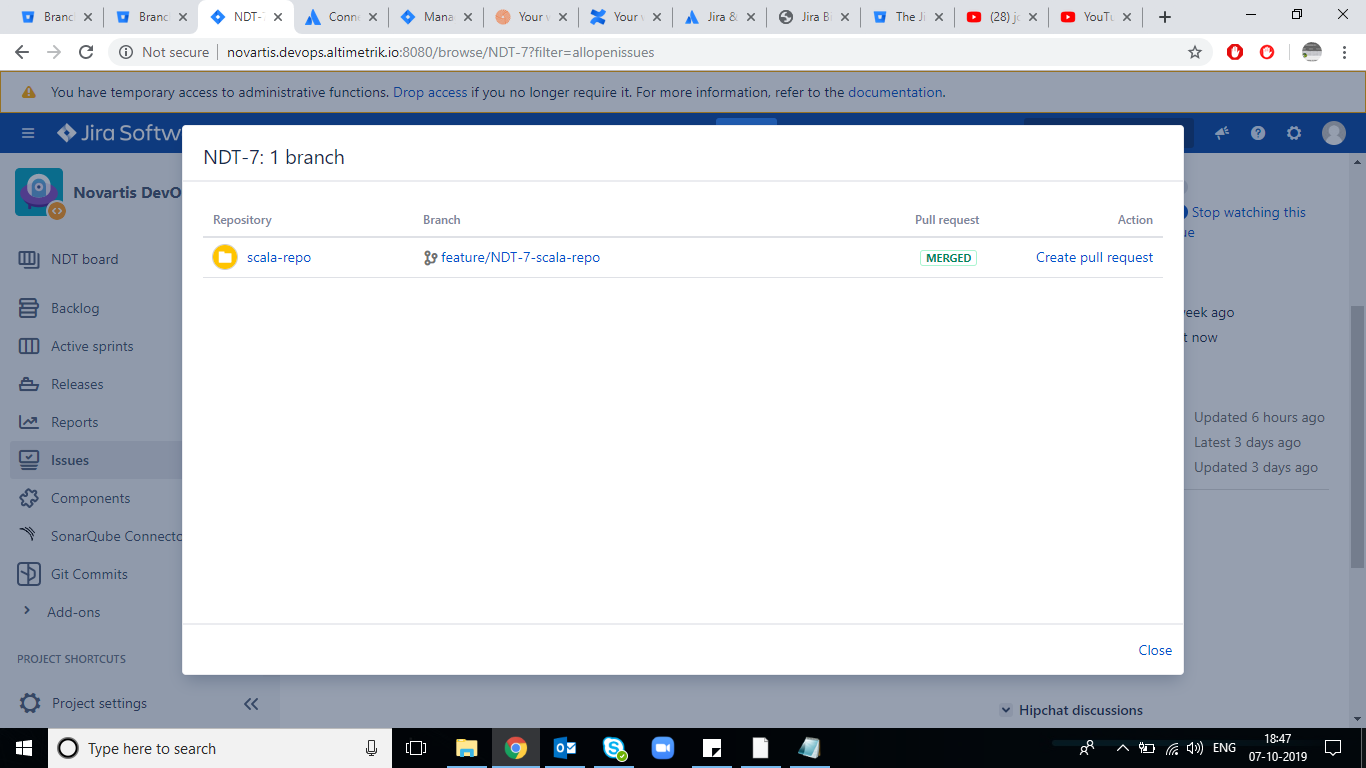 Branc
Branc
NDT-7
Conne
Mana
Your w
Your w
Jira &
Jira Bi
The Ji
(28) jo
YouTu
Not secure
novartis.devops.altimetrik.io:8080/browse/NDT-7?filter=allopenissues
You have temporary access to administrative functions. Drop access if you no longer require it. For more information, refer to the documentation.
Jira Softw
Novartis DevO
NDT board
Backlog
Active sprints
Releases
Reports
Issues
Components
SonarQube Connecto
Git Commits
Add-ons
PROJECT SHORTCUTS
Project settings
NDT-7: 1 branch
Repository Branch Pull request Action
scala-repo feature/NDT-7-scala-repo MERGED Create pull request
Close
Stop watching this
ue
eek ago
t now
Updated 6 hours ago
Latest 3 days ago
Updated 3 days ago
Hipchat discussions
Type here to search
ENG
18:47
07-10-2019